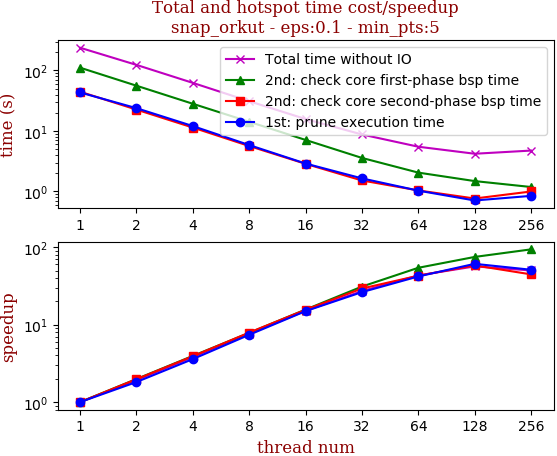 Total and hotspot time cost/speedup
snap_orkut - eps:0.1 - min_pts:5
time (s)
10²
10¹
10⁰
Total time without IO
2nd: check core first-phase bsp time
2nd: check core second-phase bsp time
1st: prune execution time
1 2 4 8 16 32 64 128 256
speedup
10²
10¹
10⁰
1 2 4 8 16 32 64 128 256
thread num